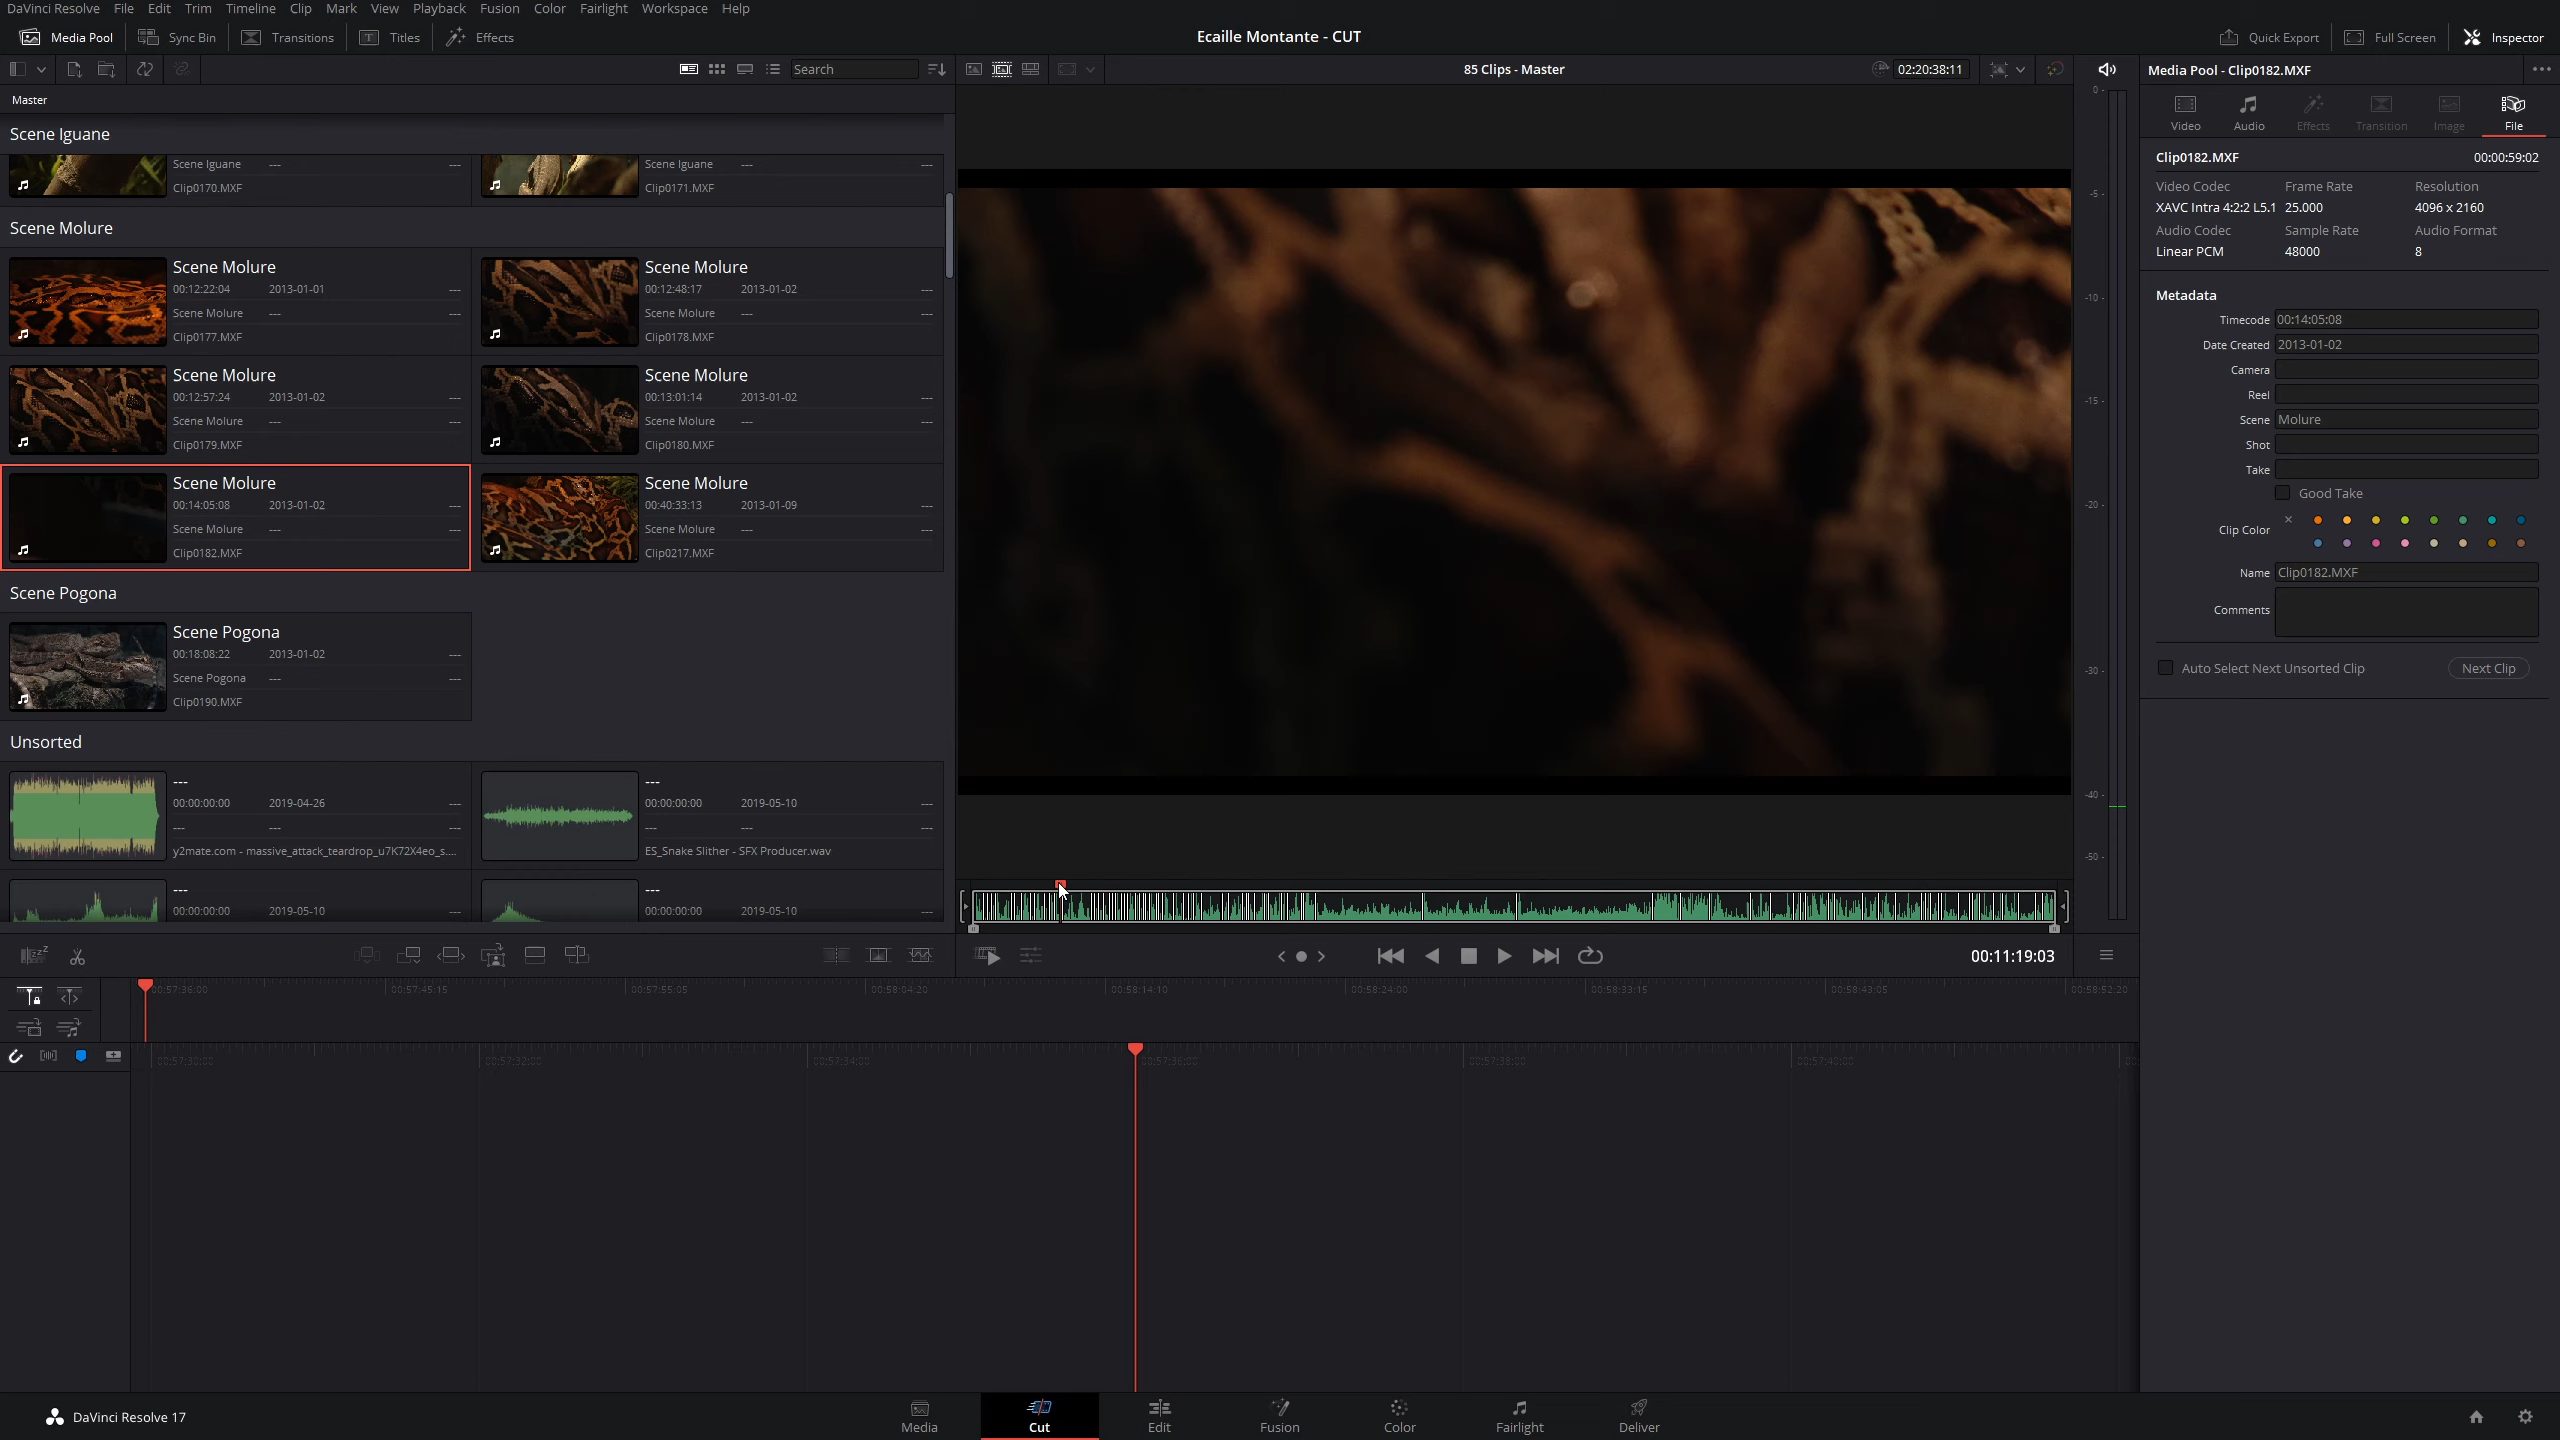 DaVinci Resolve File Edit Trim Timeline Clip Mark View Playback Fusion Color Fairlight Workspace Help
Media Pool Sync Bin Transitions Titles Effects
Ecaille Montante - CUT
Quick Export Full Screen Inspector
Search
85 Clips - Master
02:20:38:11
Media Pool - Clip0182.MXF
Master
Scene Iguane
Scene Iguane --- ---
Clip0170.MXF
Scene Iguane --- ---
Clip0171.MXF
Scene Molure
Scene Molure
00:12:22:04 2013-01-01 ---
Scene Molure --- ---
Clip0177.MXF
Scene Molure
00:12:48:17 2013-01-02 ---
Scene Molure --- ---
Clip0178.MXF
Scene Molure
00:12:57:24 2013-01-02 ---
Scene Molure --- ---
Clip0179.MXF
Scene Molure
00:13:01:14 2013-01-02 ---
Scene Molure --- ---
Clip0180.MXF
Scene Molure
00:14:05:08 2013-01-02 ---
Scene Molure --- ---
Clip0182.MXF
Scene Molure
00:40:33:13 2013-01-09 ---
Scene Molure --- ---
Clip0217.MXF
Scene Pogona
Scene Pogona
00:18:08:22 2013-01-02 ---
Scene Pogona --- ---
Clip0190.MXF
Unsorted
---
00:00:00:00 2019-04-26 ---
--- --- ---
y2mate.com - massive_attack_teardrop_u7K72X4eo_s....
---
00:00:00:00 2019-05-10 ---
--- --- ---
ES_Snake Slither - SFX Producer.wav
---
00:00:00:00 2019-05-10 ---
---
00:00:00:00 2019-05-10 ---
0 -
-5 -
-10 -
-15 -
-20 -
-30 -
-40 -
-50 -
Video Audio Effects Transition Image File
Clip0182.MXF 00:00:59:02
Video Codec Frame Rate Resolution
XAVC Intra 4:2:2 L5.1 25.000 4096 x 2160
Audio Codec Sample Rate Audio Format
Linear PCM 48000 8
Metadata
Timecode 00:14:05:08
Date Created 2013-01-02
Camera
Reel
Scene Molure
Shot
Take
Good Take
Clip Color
Name Clip0182.MXF
Comments
Auto Select Next Unsorted Clip Next Clip
00:11:19:03
00:57:36:00 00:57:45:15 00:57:55:05 00:58:04:20 00:58:14:10 00:58:24:00 00:58:33:15 00:58:43:05 00:58:52:20
00:57:30:00 00:57:32:00 00:57:34:00 00:57:36:00 00:57:38:00 00:57:40:00
DaVinci Resolve 17
Media Cut Edit Fusion Color Fairlight Deliver